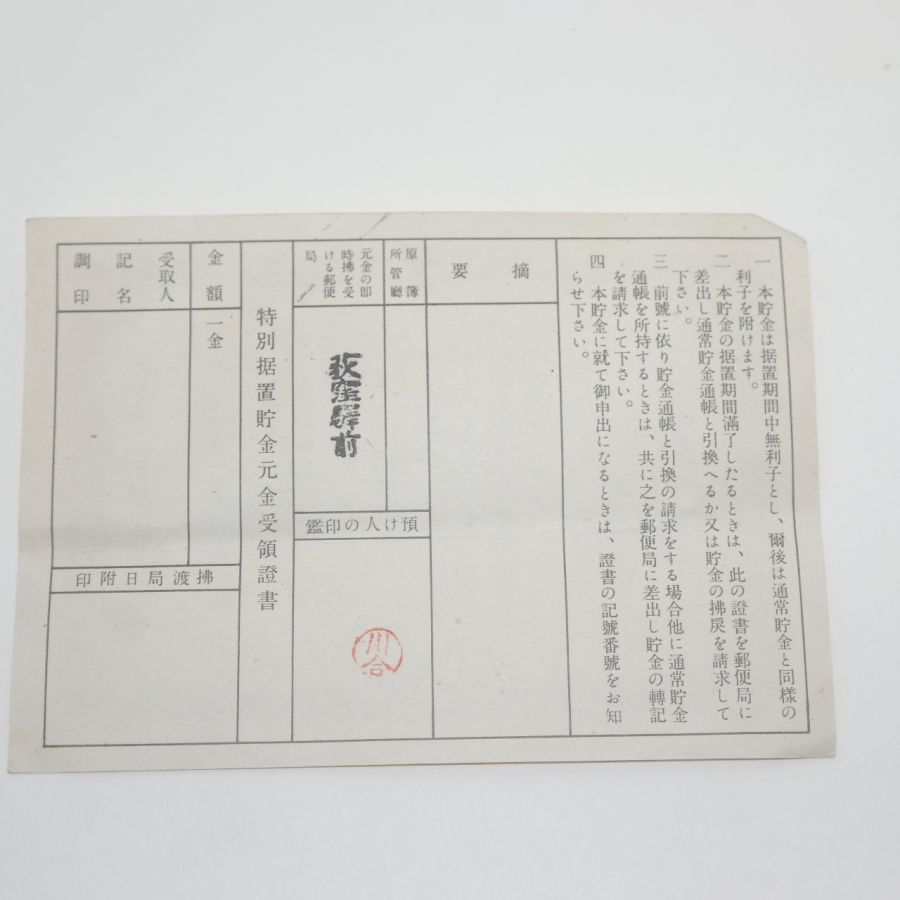 一　本貯金は据置期間中無利子とし、爾後は通常貯金と同様の
利子を附けます。
二　本貯金の据置期間滿了したるときは、此の證書を郵便局に
差出し通常貯金通帳と引換へるか又は貯金の拂戾を請求して
下さい。
三　前號に依り貯金通帳と引換の請求をする場合他に通常貯金
通帳を所持するときは、共に之を郵便局に差出し貯金の轉記
を請求して下さい。
四　本貯金に就て御申出になるときは、證書の記號番號をお知
らせ下さい。
摘要
原簿
所管廳
元金の卽
時拂を受
ける郵便
局
荻窪驛前
預け人の印鑑
川合
特別据置貯金元金受領證書
金額
一金
受取人
記名
調印
拂渡局日附印